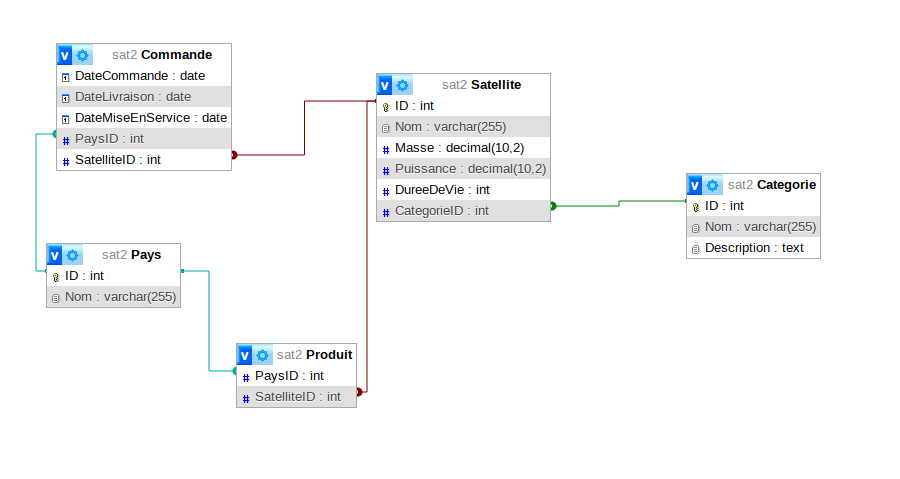 sat2 Commande
DateCommande : date
DateLivraison : date
DateMiseEnService : date
PaysID : int
SatelliteID : int
sat2 Satellite
ID : int
Nom : varchar(255)
Masse : decimal(10,2)
Puissance : decimal(10,2)
DureeDeVie : int
CategorieID : int
sat2 Categorie
ID : int
Nom : varchar(255)
Description : text
sat2 Pays
ID : int
Nom : varchar(255)
sat2 Produit
PaysID : int
SatelliteID : int